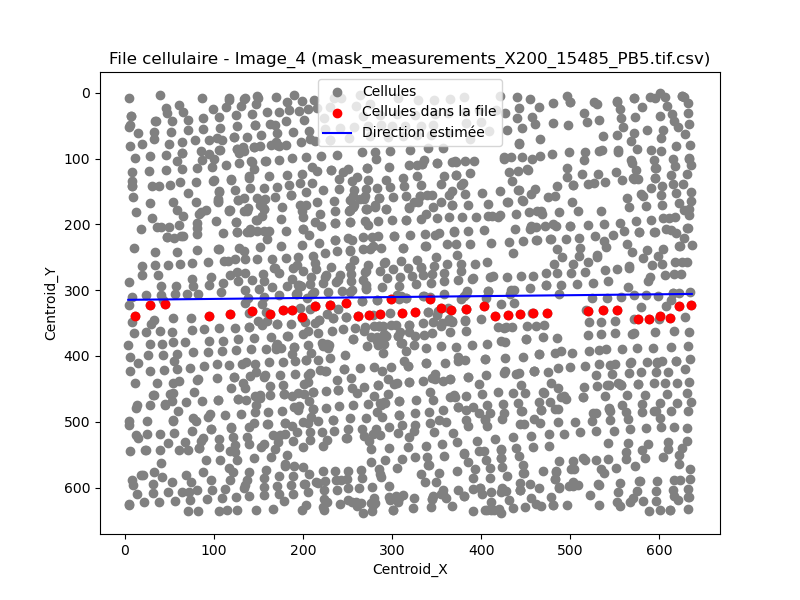 File cellulaire - Image_4 (mask_measurements_X200_15485_PB5.tif.csv)
Cellules
Cellules dans la file
Direction estimée
0
100
200
300
400
500
600
Centroid_Y
0
100
200
300
400
500
600
Centroid_X